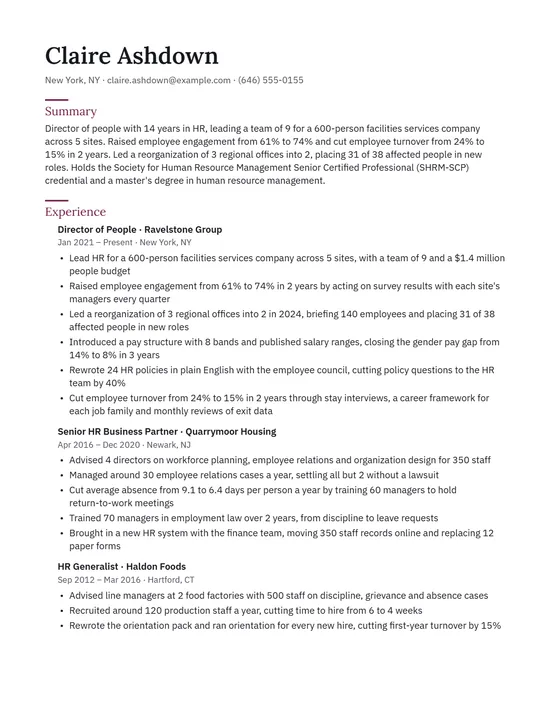 Claire Ashdown
New York, NY · claire.ashdown@example.com · (646) 555-0155
Summary
Director of people with 14 years in HR, leading a team of 9 for a 600-person facilities services company
across 5 sites. Raised employee engagement from 61% to 74% and cut employee turnover from 24% to
15% in 2 years. Led a reorganization of 3 regional offices into 2, placing 31 of 38 affected people in new
roles. Holds the Society for Human Resource Management Senior Certified Professional (SHRM-SCP)
credential and a master's degree in human resource management.
Experience
Director of People · Ravelstone Group
Jan 2021 – Present · New York, NY
• Lead HR for a 600-person facilities services company across 5 sites, with a team of 9 and a $1.4 million
people budget
• Raised employee engagement from 61% to 74% in 2 years by acting on survey results with each site's
managers every quarter
• Led a reorganization of 3 regional offices into 2 in 2024, briefing 140 employees and placing 31 of 38
affected people in new roles
• Introduced a pay structure with 8 bands and published salary ranges, closing the gender pay gap from
14% to 8% in 3 years
• Rewrote 24 HR policies in plain English with the employee council, cutting policy questions to the HR
team by 40%
• Cut employee turnover from 24% to 15% in 2 years through stay interviews, a career framework for
each job family and monthly reviews of exit data
Senior HR Business Partner · Quarrymoor Housing
Apr 2016 – Dec 2020 · Newark, NJ
• Advised 4 directors on workforce planning, employee relations and organization design for 350 staff
• Managed around 30 employee relations cases a year, settling all but 2 without a lawsuit
• Cut average absence from 9.1 to 6.4 days per person a year by training 60 managers to hold
return-to-work meetings
• Trained 70 managers in employment law over 2 years, from discipline to leave requests
• Brought in a new HR system with the finance team, moving 350 staff records online and replacing 12
paper forms
HR Generalist · Haldon Foods
Sep 2012 – Mar 2016 · Hartford, CT
• Advised line managers at 2 food factories with 500 staff on discipline, grievance and absence cases
• Recruited around 120 production staff a year, cutting time to hire from 6 to 4 weeks
• Rewrote the orientation pack and ran orientation for every new hire, cutting first-year turnover by 15%